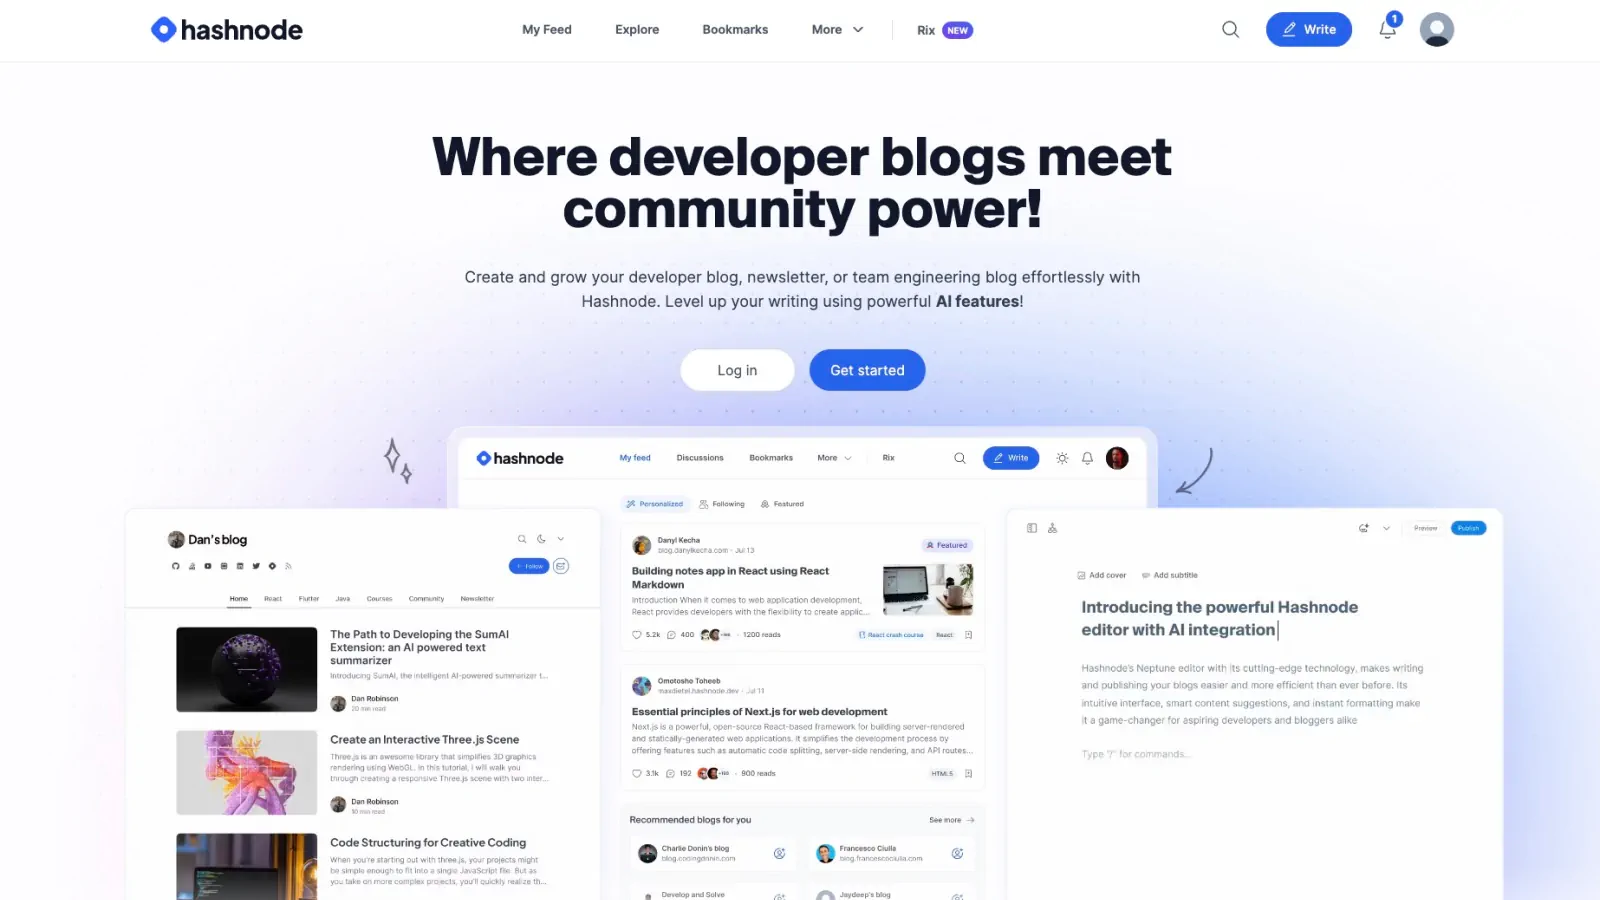 hashnode
My Feed
Explore
Bookmarks
More
Rix NEW
Write
1
Where developer blogs meet
community power!
Create and grow your developer blog, newsletter, or team engineering blog effortlessly with
Hashnode. Level up your writing using powerful AI features!
Log in
Get started
hashnode
My feed
Discussions
Bookmarks
More
Rix
Write
Personalized
Following
Featured
Danyl Kecha
blog.danylkecha.com · Jul 13
Featured
Building notes app in React using React
Markdown
Introduction When it comes to web application development,
React provides developers with the flexibility to create applic...
5.2k
400
· 1200 reads
React crash course
React
Omotosho Toheeb
maxdietel.hashnode.dev · Jul 11
Essential principles of Next.js for web development
Next.js is a powerful, open-source React-based framework for building server-rendered
and statically-generated web applications. It simplifies the development process by
offering features such as automatic code splitting, server-side rendering, and API routes...
3.1k
192
· 900 reads
HTML5
Recommended blogs for you
See more
Charlie Donin's blog
blog.codingdonin.com
Francesco Ciulla
blog.francescociulla.com
Develop and Solve
Jaydeep's blog
Dan's blog
Follow
Home
React
Flutter
Java
Courses
Community
Newsletter
The Path to Developing the SumAI
Extension: an AI powered text
summarizer
Introducing SumAI, the intelligent AI-powered summarizer t...
Dan Robinson
20 min read
Create an Interactive Three.js Scene
Three.js is an awesome library that simplifies 3D graphics
rendering using WebGL. In this tutorial, I will walk you
through creating a responsive Three.js scene with two inter...
Dan Robinson
10 min read
Code Structuring for Creative Coding
When you're starting out with three.js, your projects might
be simple enough to fit into a single JavaScript file. But as
you take on more complex projects, you'll quickly realize th...
Preview
Publish
Add cover
Add subtitle
Introducing the powerful Hashnode
editor with AI integration
Hashnode's Neptune editor with its cutting-edge technology, makes writing
and publishing your blogs easier and more efficient than ever before. Its
intuitive interface, smart content suggestions, and instant formatting make
it a game-changer for aspiring developers and bloggers alike
Type "/" for commands...